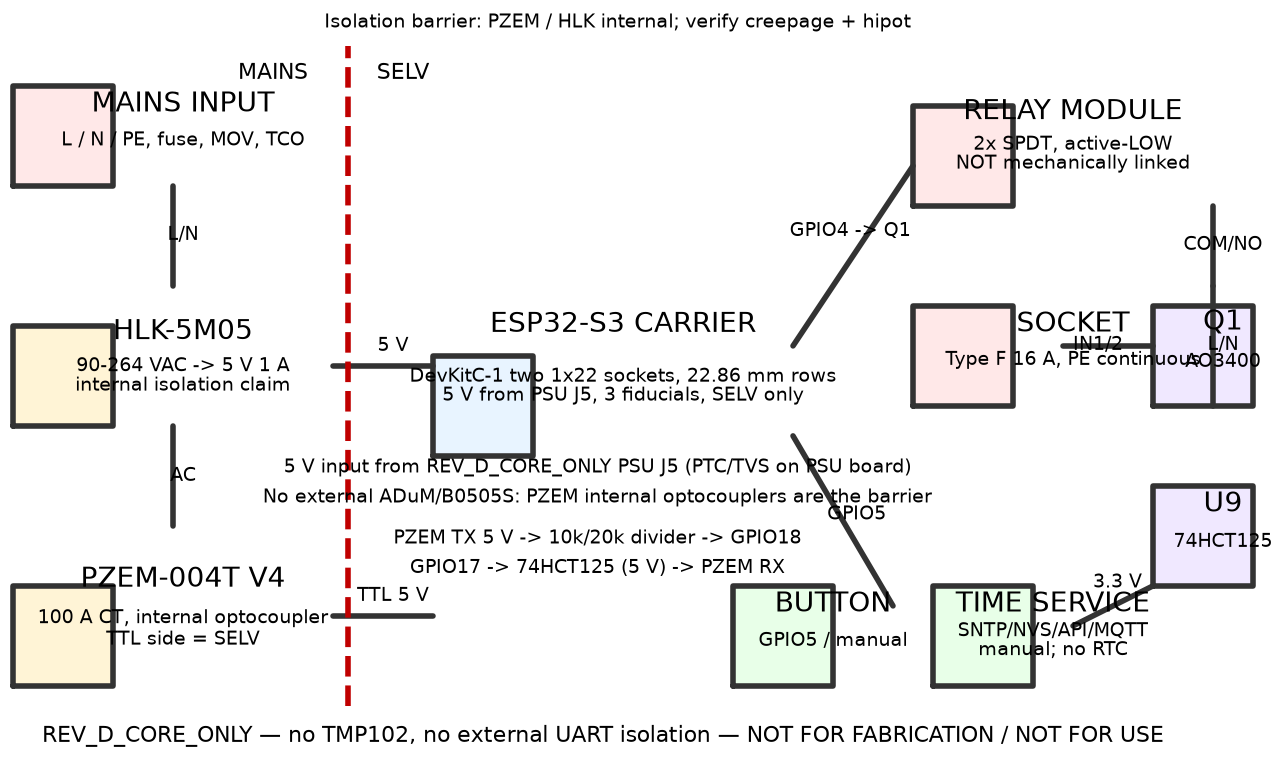 Isolation barrier: PZEM / HLK internal; verify creepage + hipot
MAINS
SELV
MAINS INPUT
L / N / PE, fuse, MOV, TCO
L/N
HLK-5M05
90-264 VAC -> 5 V 1 A
internal isolation claim
AC
PZEM-004T V4
100 A CT, internal optocoupler
TTL side = SELV
5 V
TTL 5 V
ESP32-S3 CARRIER
DevKitC-1 two 1x22 sockets, 22.86 mm rows
5 V from PSU J5, 3 fiducials, SELV only
5 V input from REV_D_CORE_ONLY PSU J5 (PTC/TVS on PSU board)
No external ADuM/B0505S: PZEM internal optocouplers are the barrier
PZEM TX 5 V -> 10k/20k divider -> GPIO18
GPIO17 -> 74HCT125 (5 V) -> PZEM RX
GPIO4 -> Q1
GPIO5
RELAY MODULE
2x SPDT, active-LOW
NOT mechanically linked
COM/NO
SOCKET
Type F 16 A, PE continuous
IN1/2
Q1
L/N
AO3400
U9
74HCT125
3.3 V
BUTTON
GPIO5 / manual
TIME SERVICE
SNTP/NVS/API/MQTT
manual; no RTC
REV_D_CORE_ONLY — no TMP102, no external UART isolation — NOT FOR FABRICATION / NOT FOR USE